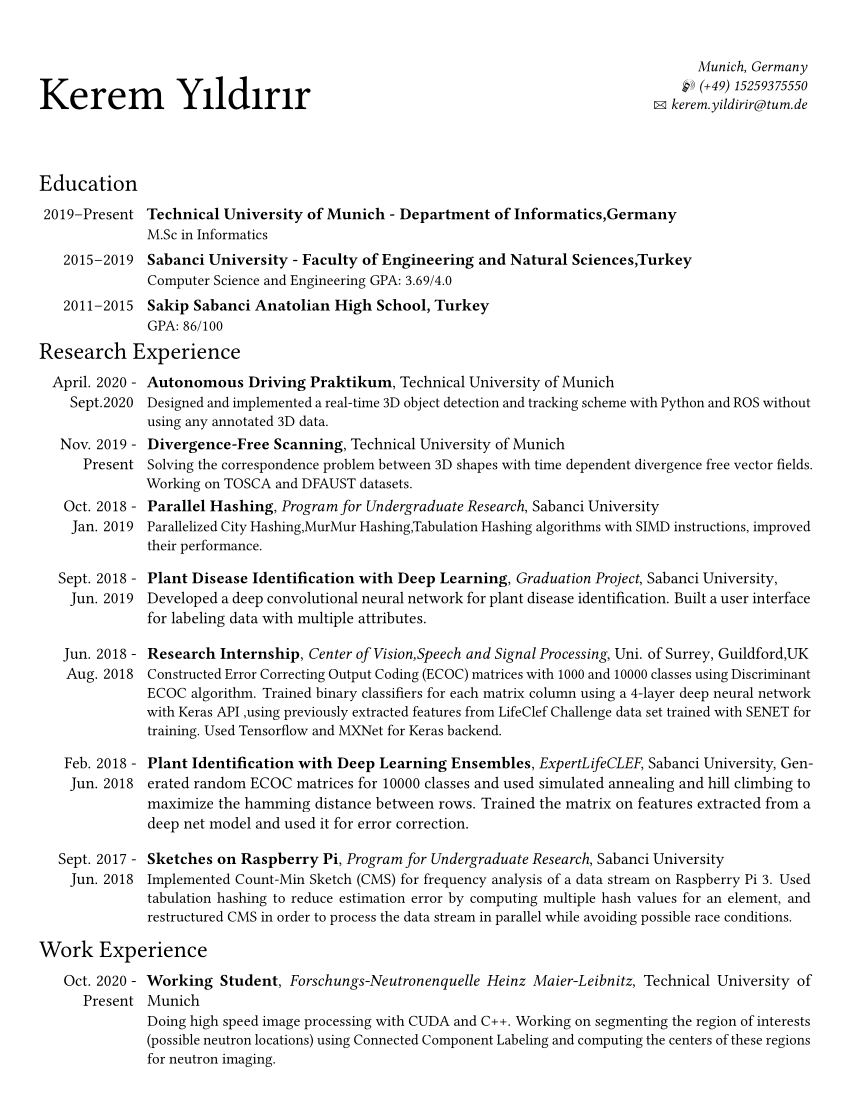 Kerem Yıldırır
Munich, Germany
(+49) 15259375550
kerem.yildirir@tum.de
Education
2019–Present Technical University of Munich - Department of Informatics,Germany
M.Sc in Informatics
2015–2019 Sabanci University - Faculty of Engineering and Natural Sciences,Turkey
Computer Science and Engineering GPA: 3.69/4.0
2011–2015 Sakip Sabanci Anatolian High School, Turkey
GPA: 86/100
Research Experience
April. 2020 - Autonomous Driving Praktikum, Technical University of Munich
Sept.2020 Designed and implemented a real-time 3D object detection and tracking scheme with Python and ROS without
using any annotated 3D data.
Nov. 2019 - Divergence-Free Scanning, Technical University of Munich
Present Solving the correspondence problem between 3D shapes with time dependent divergence free vector fields.
Working on TOSCA and DFAUST datasets.
Oct. 2018 - Parallel Hashing, Program for Undergraduate Research, Sabanci University
Jan. 2019 Parallelized City Hashing,MurMur Hashing,Tabulation Hashing algorithms with SIMD instructions, improved
their performance.
Sept. 2018 - Plant Disease Identification with Deep Learning, Graduation Project, Sabanci University,
Jun. 2019 Developed a deep convolutional neural network for plant disease identification. Built a user interface
for labeling data with multiple attributes.
Jun. 2018 - Research Internship, Center of Vision,Speech and Signal Processing, Uni. of Surrey, Guildford,UK
Aug. 2018 Constructed Error Correcting Output Coding (ECOC) matrices with 1000 and 10000 classes using Discriminant
ECOC algorithm. Trained binary classifiers for each matrix column using a 4-layer deep neural network
with Keras API ,using previously extracted features from LifeClef Challenge data set trained with SENET for
training. Used Tensorflow and MXNet for Keras backend.
Feb. 2018 - Plant Identification with Deep Learning Ensembles, ExpertLifeCLEF, Sabanci University, Gen-
Jun. 2018 erated random ECOC matrices for 10000 classes and used simulated annealing and hill climbing to
maximize the hamming distance between rows. Trained the matrix on features extracted from a
deep net model and used it for error correction.
Sept. 2017 - Sketches on Raspberry Pi, Program for Undergraduate Research, Sabanci University
Jun. 2018 Implemented Count-Min Sketch (CMS) for frequency analysis of a data stream on Raspberry Pi 3. Used
tabulation hashing to reduce estimation error by computing multiple hash values for an element, and
restructured CMS in order to process the data stream in parallel while avoiding possible race conditions.
Work Experience
Oct. 2020 - Working Student, Forschungs-Neutronenquelle Heinz Maier-Leibnitz, Technical University of
Present Munich
Doing high speed image processing with CUDA and C++. Working on segmenting the region of interests
(possible neutron locations) using Connected Component Labeling and computing the centers of these regions
for neutron imaging.